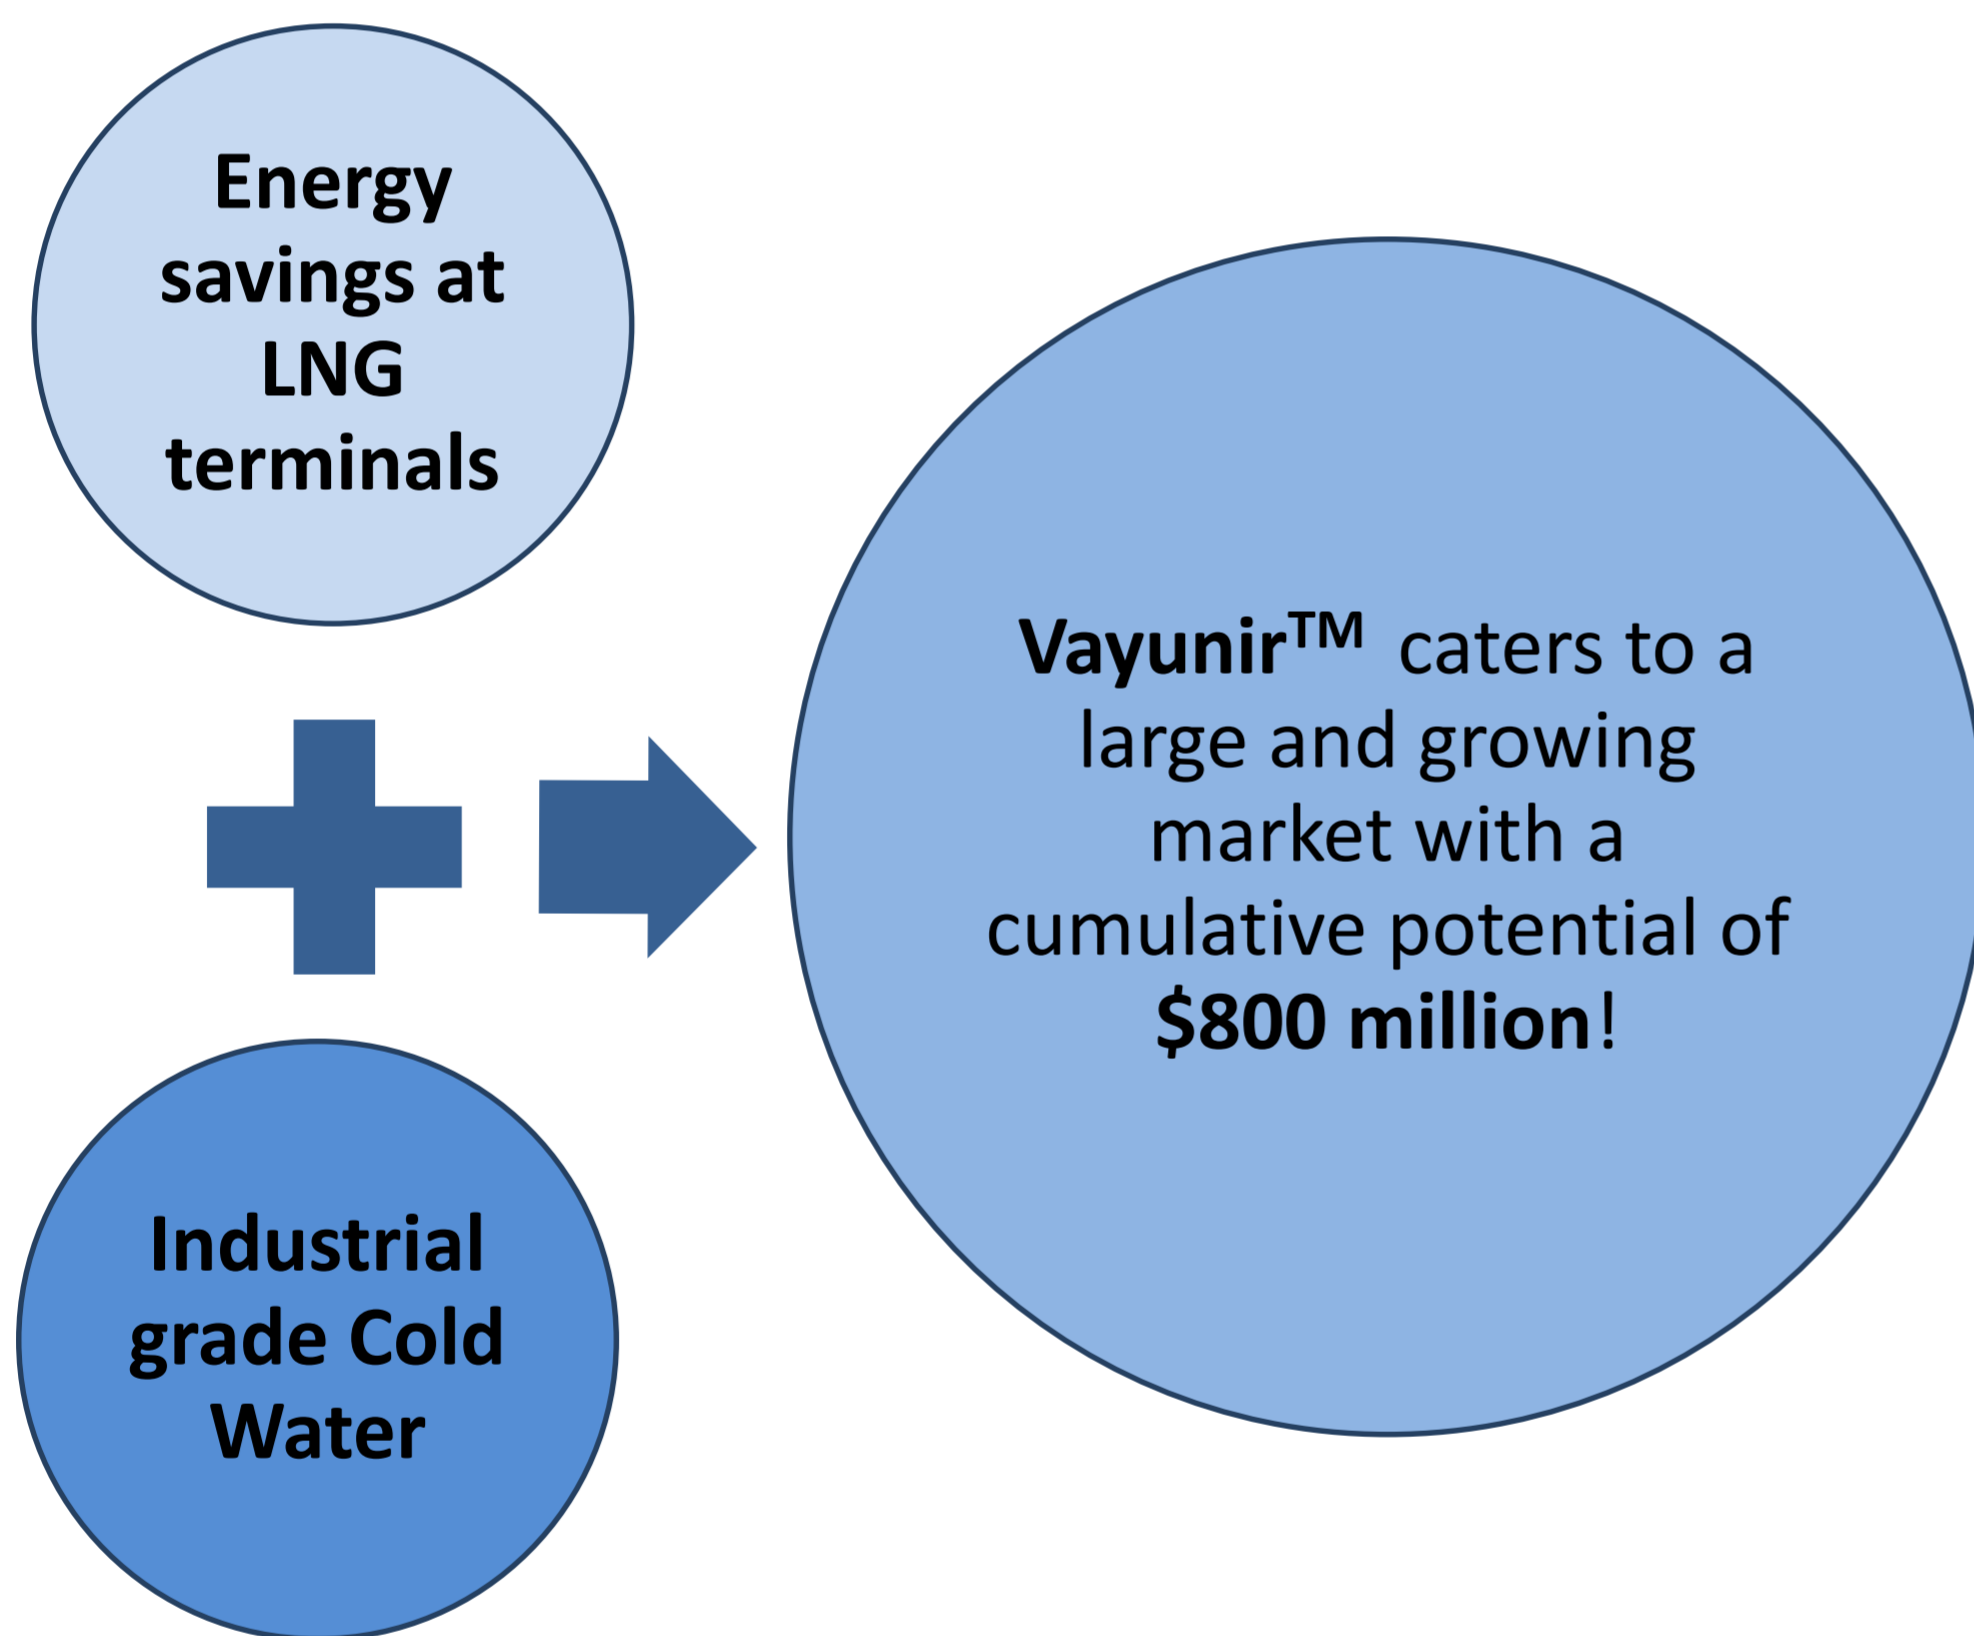 Energy
savings at
LNG
terminals
Industrial
grade Cold
Water
Vayunir™ caters to a
large and growing
market with a
cumulative potential of
$800 million!